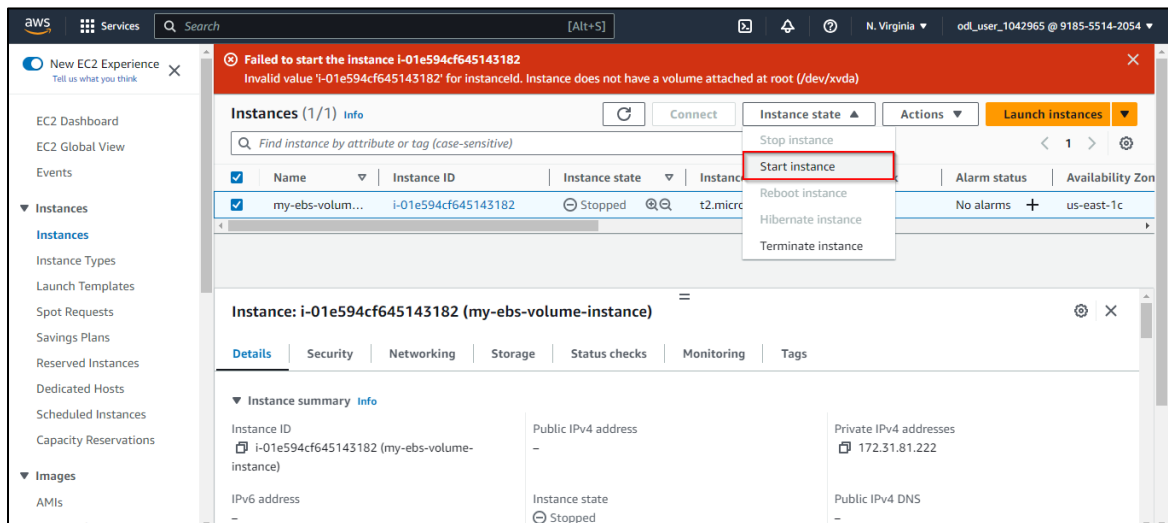 aws
Services
Search
[Alt+S]
N. Virginia
odl_user_1042965 @ 9185-5514-2054
New EC2 Experience
Tell us what you think
EC2 Dashboard
EC2 Global View
Events
Instances
Instances
Instance Types
Launch Templates
Spot Requests
Savings Plans
Reserved Instances
Dedicated Hosts
Scheduled Instances
Capacity Reservations
Images
AMIs
Failed to start the instance i-01e594cf645143182
Invalid value 'i-01e594cf645143182' for instanceId. Instance does not have a volume attached at root (/dev/xvda)
Instances (1/1) Info
Connect
Instance state
Actions
Launch instances
Find instance by attribute or tag (case-sensitive)
1
Stop instance
Start instance
Reboot instance
Hibernate instance
Terminate instance
Name
Instance ID
Instance state
Instanc
Alarm status
Availability Zon
my-ebs-volum...
i-01e594cf645143182
Stopped
t2.micr
No alarms
us-east-1c
Instance: i-01e594cf645143182 (my-ebs-volume-instance)
Details
Security
Networking
Storage
Status checks
Monitoring
Tags
Instance summary Info
Instance ID
i-01e594cf645143182 (my-ebs-volume-
instance)
Public IPv4 address
–
Private IPv4 addresses
172.31.81.222
IPv6 address
–
Instance state
Stopped
Public IPv4 DNS
–